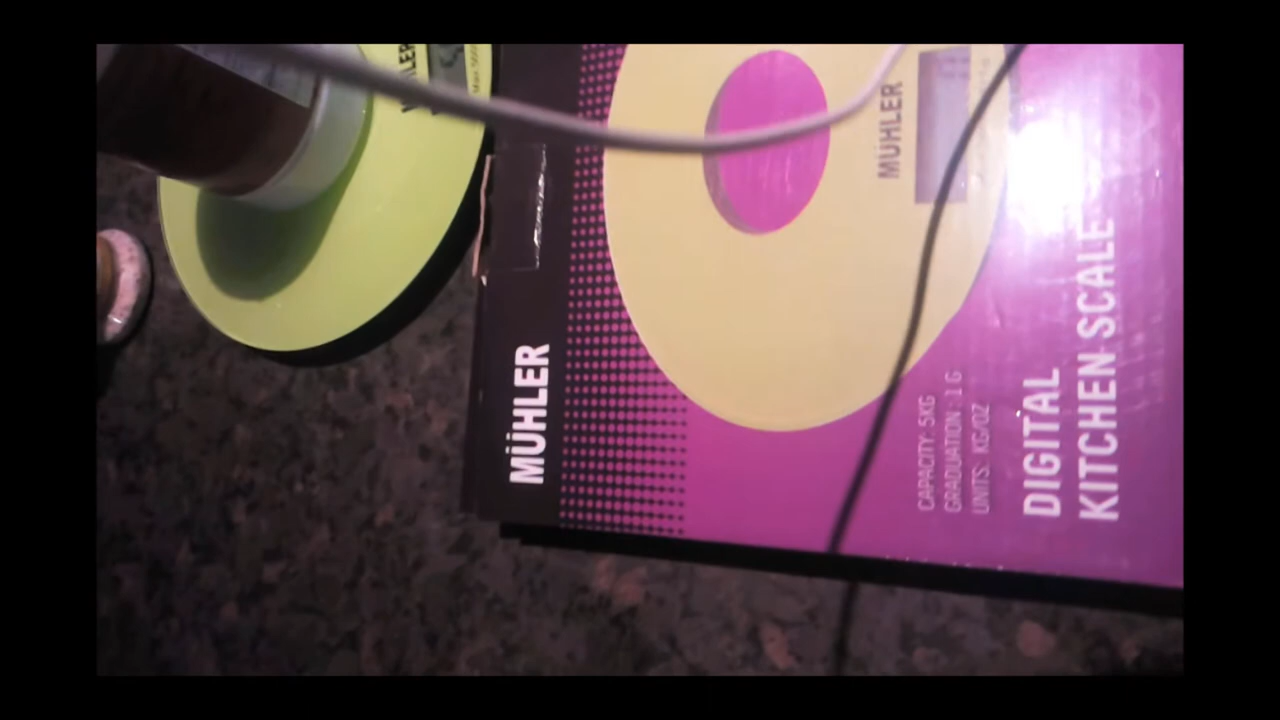 MÜHLER
MÜHLER
CAPACITY: 5KG
GRADUATION: 1 G
UNITS: KG/OZ
DIGITAL
KITCHEN SCALE